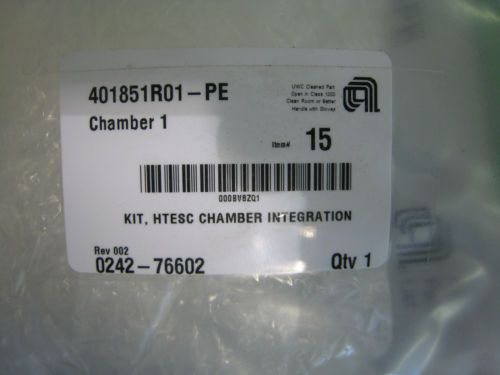 401851R01-PE
Chamber 1
UWC Cleaned Part
Open in Class 1000
Clean Room or Better
Handle with Gloves
Item# 15
KIT, HTESC CHAMBER INTEGRATION
Rev 002
0242-76602
Qty 1